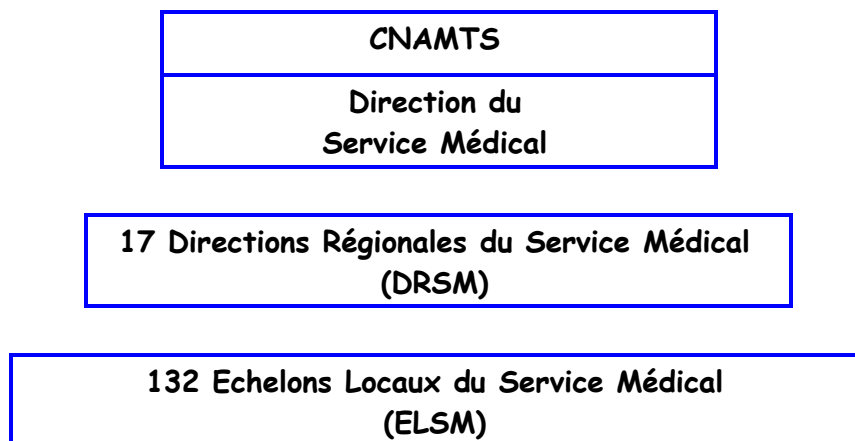 CNAMTS
Direction du
Service Médical
17 Directions Régionales du Service Médical
(DRSM)
132 Echelons Locaux du Service Médical
(ELSM)